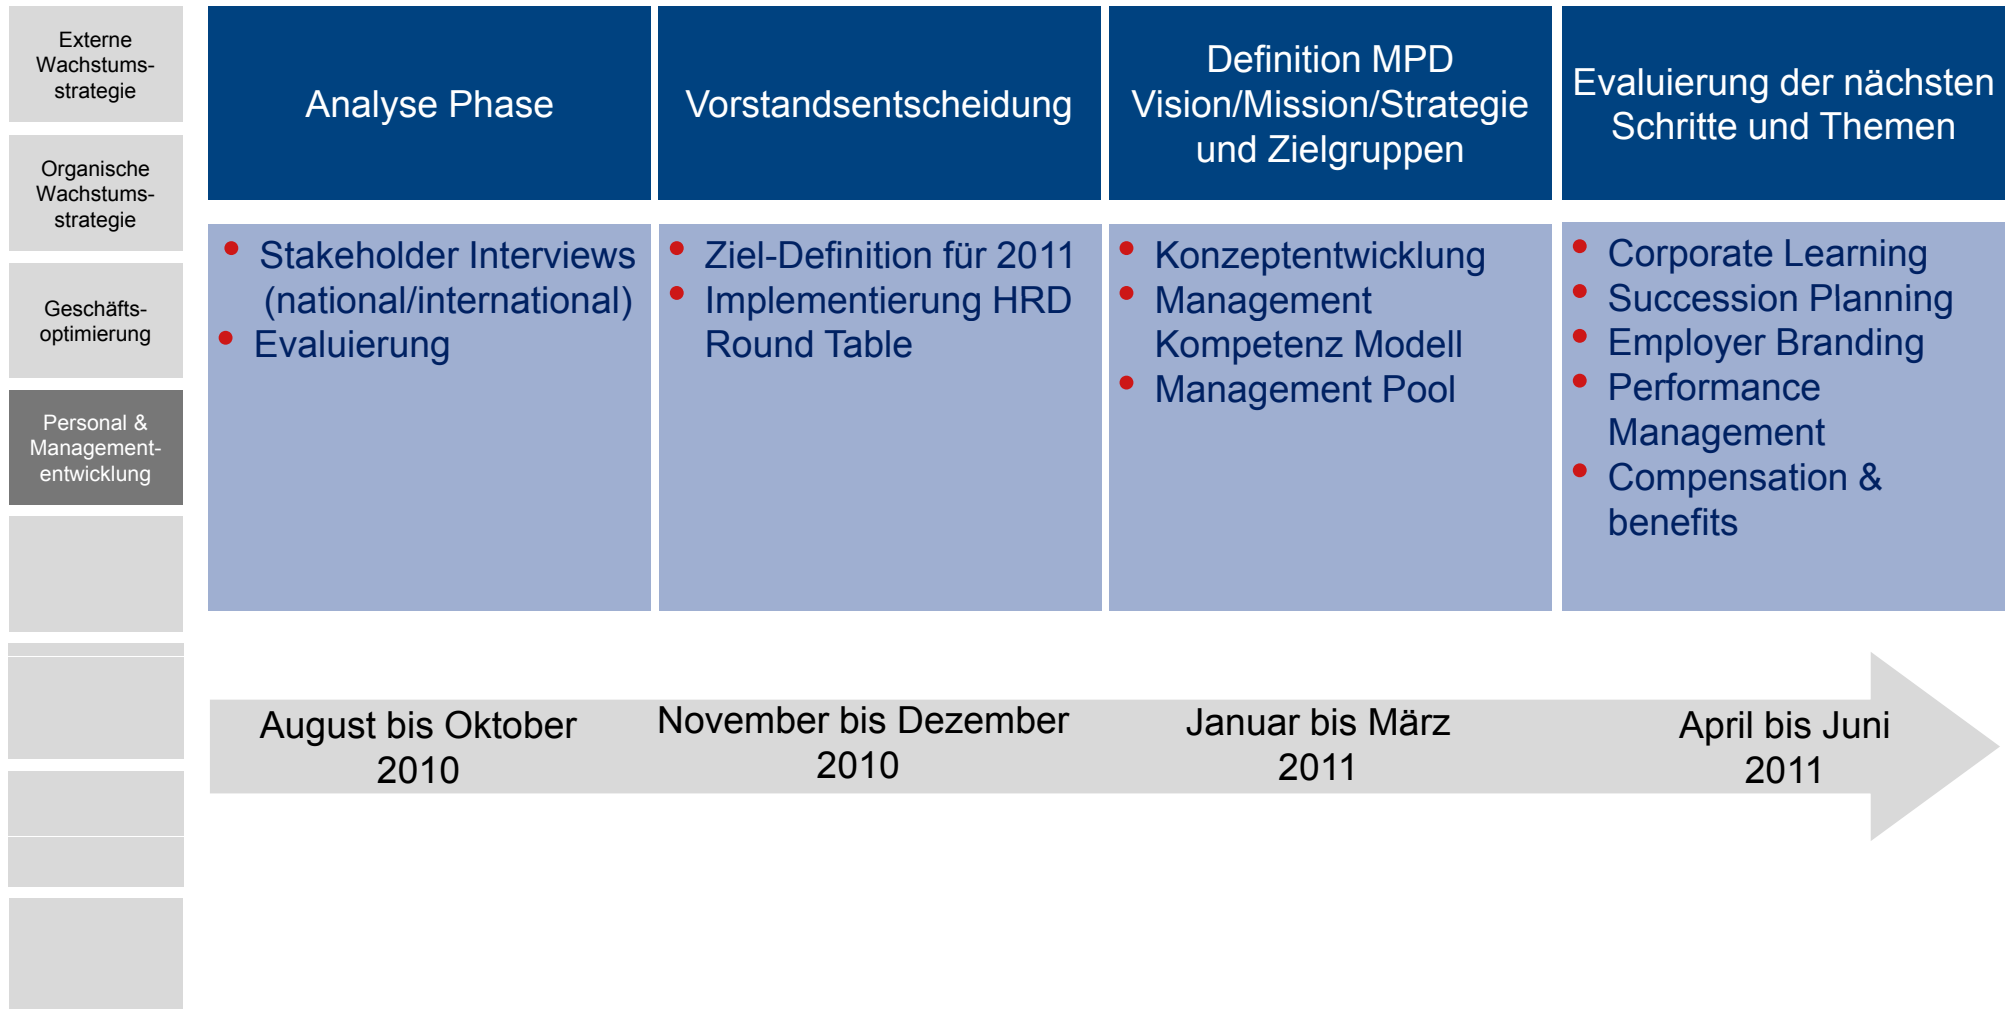 Externe
Wachstums-
strategie
Organische
Wachstums-
strategie
Geschäfts-
optimierung
Personal &
Management-
entwicklung
Analyse Phase
Vorstandsentscheidung
Definition MPD
Vision/Mission/Strategie
und Zielgruppen
Evaluierung der nächsten
Schritte und Themen
• Stakeholder Interviews
(national/international)
• Evaluierung
• Ziel-Definition für 2011
• Implementierung HRD
Round Table
• Konzeptentwicklung
• Management
Kompetenz Modell
• Management Pool
• Corporate Learning
• Succession Planning
• Employer Branding
• Performance
Management
• Compensation &
benefits
August bis Oktober
2010
November bis Dezember
2010
Januar bis März
2011
April bis Juni
2011